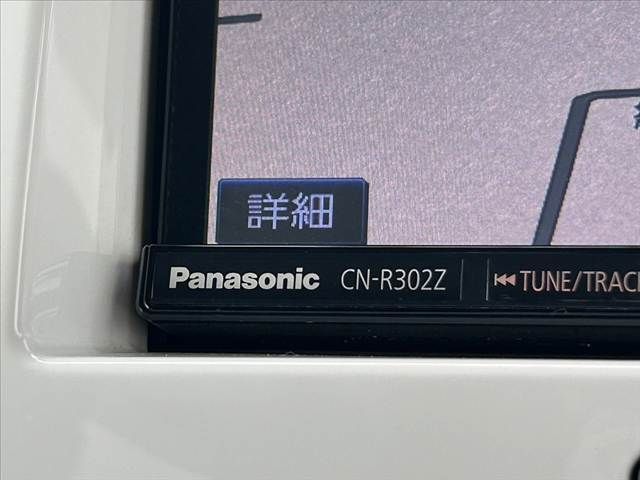 詳細
Panasonic CN-R302Z ⏮ TUNE/TRAC